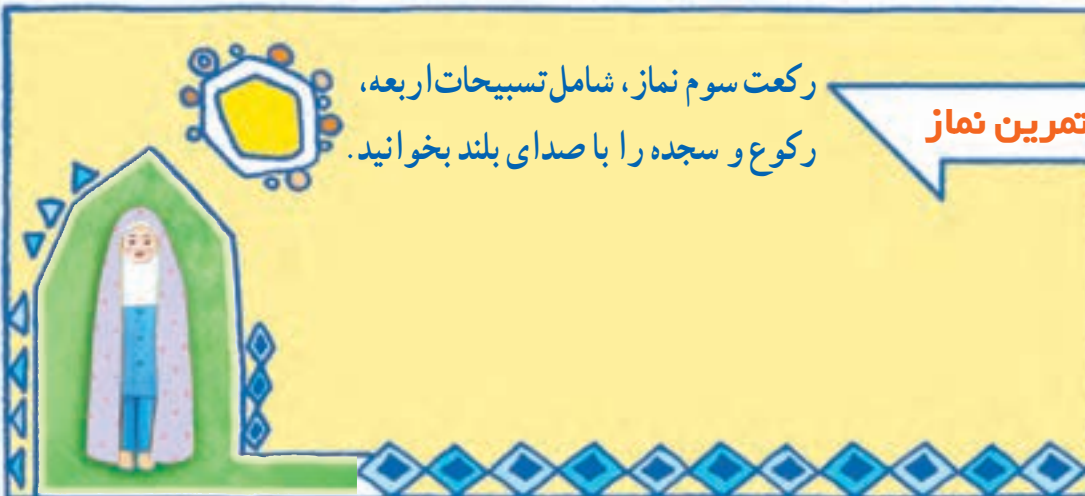 تمرین نماز
رکعت سوم نماز، شامل تسبیحات اربعه،
رکوع و سجده را با صدای بلند بخوانید.